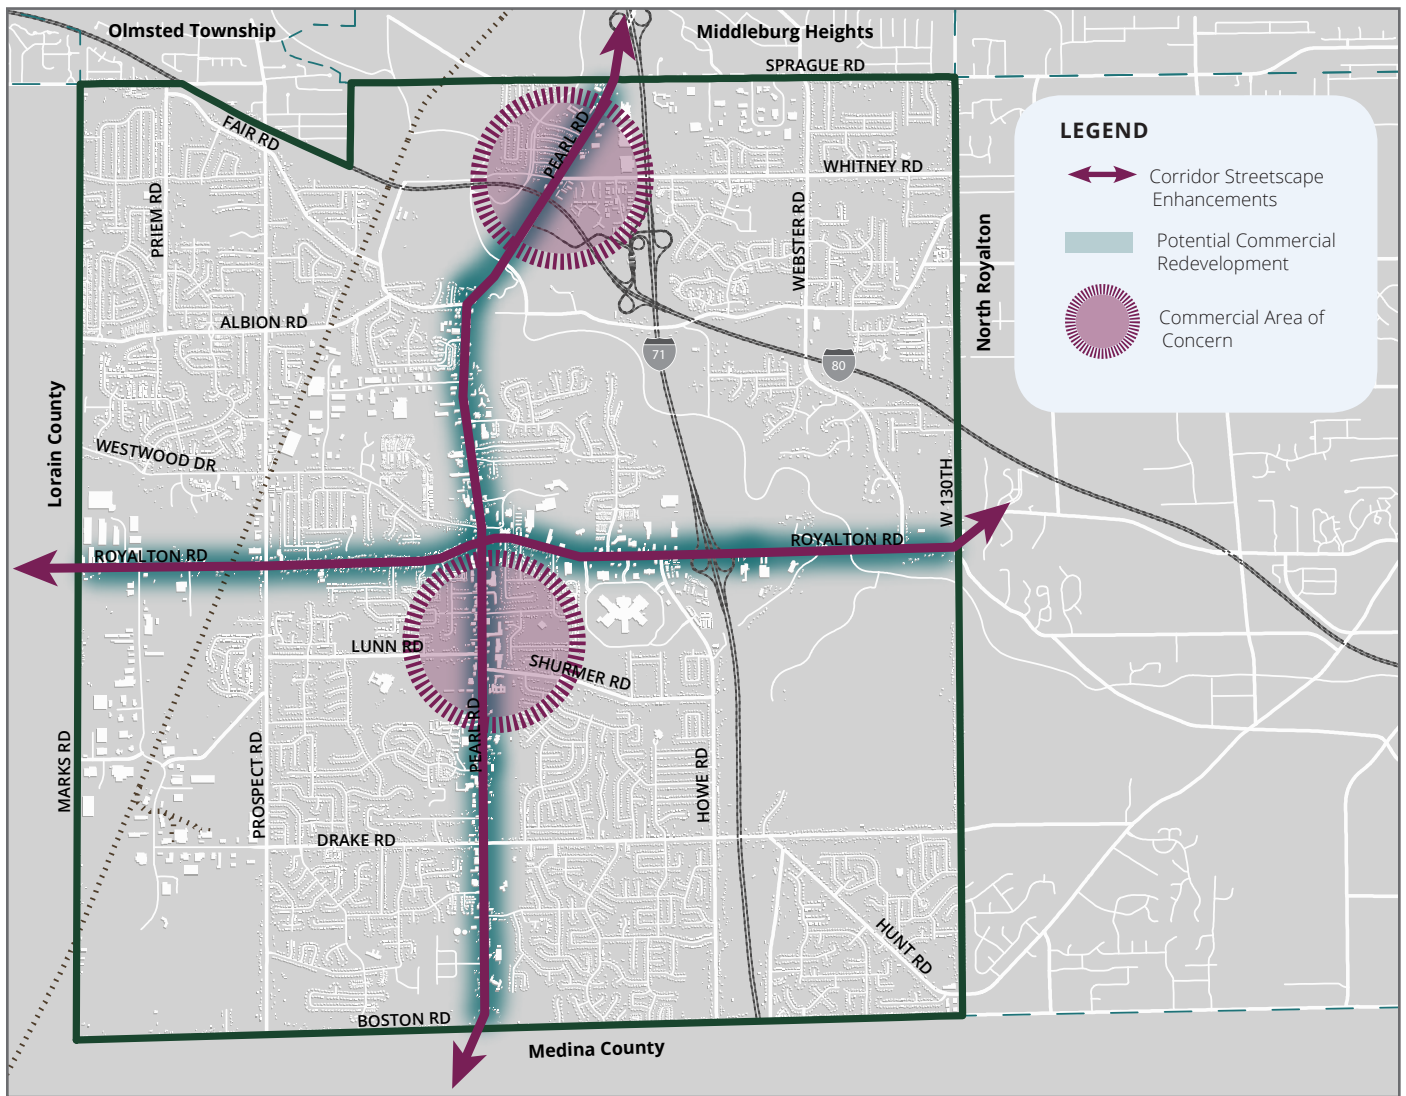 Olmsted Township
Middleburg Heights
SPRAGUE RD
FAIR RD
PEARL RD
WHITNEY RD
PRIEM RD
WEBSTER RD
North Royalton
LEGEND
Corridor Streetscape
Enhancements
Potential Commercial
Redevelopment
Commercial Area of
Concern
ALBION RD
71
80
Lorain County
WESTWOOD DR
W 130TH
ROYALTON RD
ROYALTON RD
LUNN RD
SHURMER RD
PEARL RD
MARKS RD
PROSPECT RD
HOWE RD
DRAKE RD
HUNT RD
BOSTON RD
Medina County